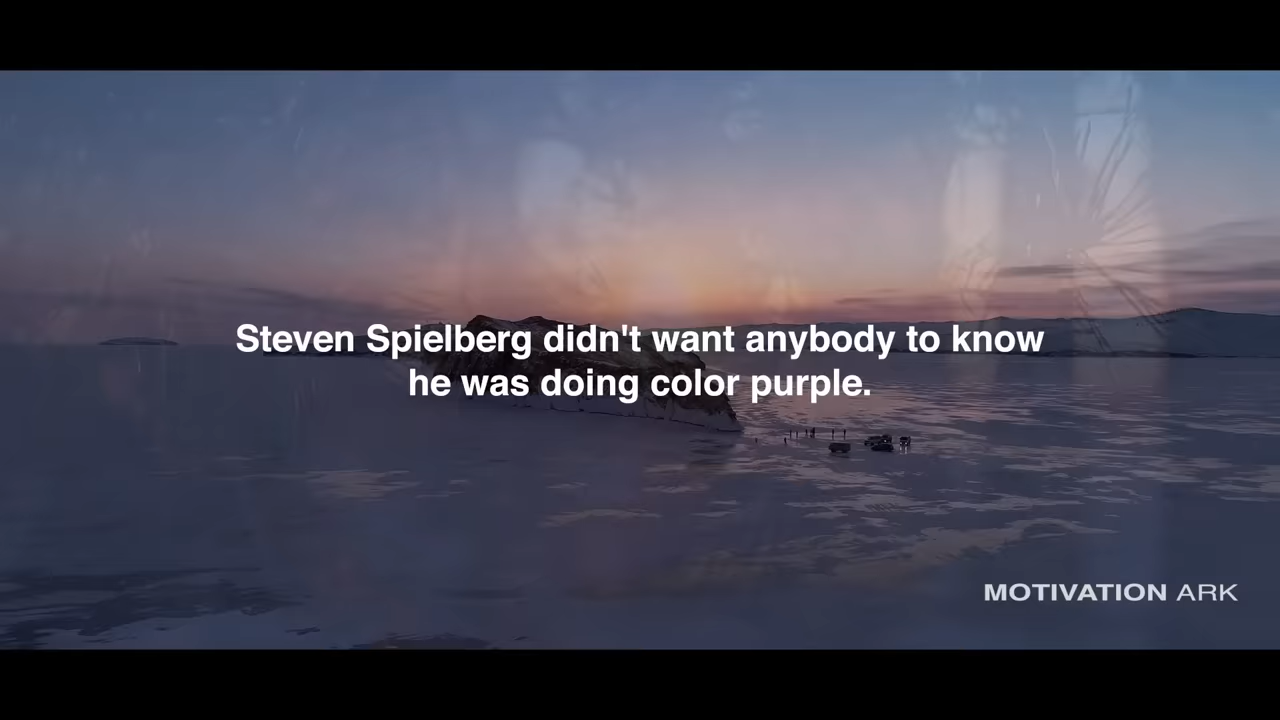 Steven Spielberg didn't want anybody to know
he was doing color purple.
MOTIVATION ARK